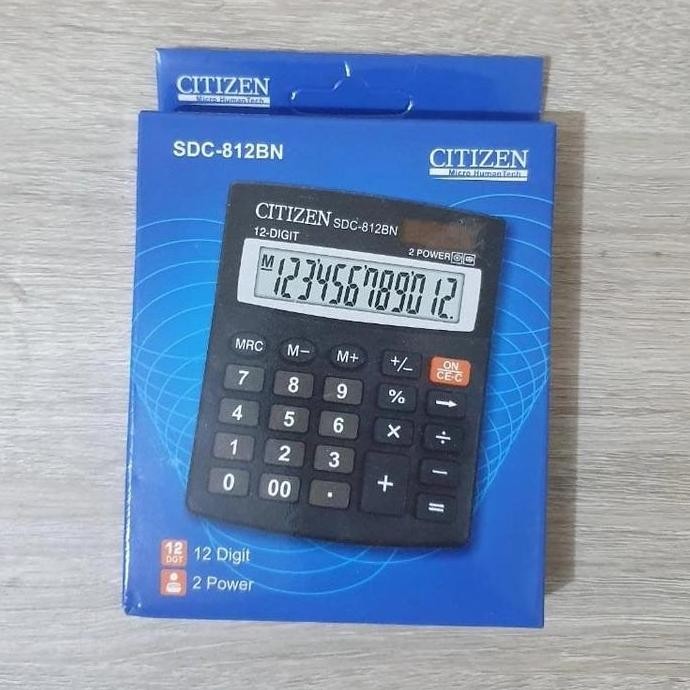 CITIZEN
Micro HumanTech
SDC-812BN
CITIZEN
Micro HumanTech
CITIZEN SDC-812BN
12-DIGIT
2 POWER
M 123456789012.
MRC M− M+ +/− ON CE·C
7 8 9 % →
4 5 6 × ÷
1 2 3 + −
0 00 . =
12 DGT 12 Digit
2 Power